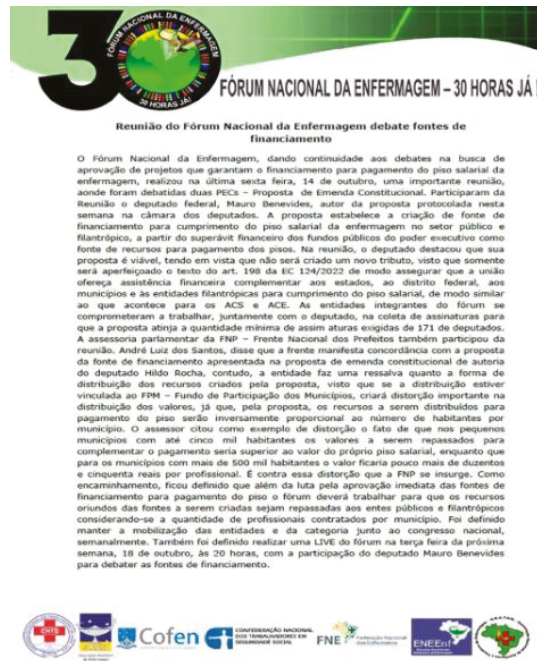 30
FÓRUM NACIONAL DA ENFERMAGEM
30 HORAS JÁ!
FÓRUM NACIONAL DA ENFERMAGEM – 30 HORAS JÁ !
Reunião do Fórum Nacional da Enfermagem debate fontes de
financiamento
O Fórum Nacional da Enfermagem, dando continuidade aos debates na busca de
aprovação de projetos que garantam o financiamento para pagamento do piso salarial da
enfermagem, realizou na última sexta feira, 14 de outubro, uma importante reunião,
aonde foram debatidas duas PECs – Proposta de Emenda Constitucional. Participaram da
Reunião o deputado federal, Mauro Benevides, autor da proposta protocolada nesta
semana na câmara dos deputados. A proposta estabelece a criação de fonte de
financiamento para cumprimento do piso salarial da enfermagem no setor público e
filantrópico, a partir do superávit financeiro dos fundos públicos do poder executivo como
fonte de recursos para pagamento dos pisos. Na reunião, o deputado destacou que sua
proposta é viável, tendo em vista que não será criado um novo tributo, visto que somente
será aperfeiçoado o texto do art. 198 da EC 124/2022 de modo assegurar que a união
ofereça assistência financeira complementar aos estados, ao distrito federal, aos
municípios e às entidades filantrópicas para cumprimento do piso salarial, de modo similar
ao que acontece para os ACS e ACE. As entidades integrantes do fórum se
comprometeram a trabalhar, juntamente com o deputado, na coleta de assinaturas para
que a proposta atinja a quantidade mínima de assim aturas exigidas de 171 de deputados.
A assessoria parlamentar da FNP – Frente Nacional dos Prefeitos também participou da
reunião. André Luiz dos Santos, disse que a frente manifesta concordância com a proposta
da fonte de financiamento apresentada na proposta de emenda constitucional de autoria
do deputado Hildo Rocha, contudo, a entidade faz uma ressalva quanto a forma de
distribuição dos recursos criados pela proposta, visto que se a distribuição estiver
vinculada ao FPM – Fundo de Participação dos Municípios, criará distorção importante na
distribuição dos valores, já que, pela proposta, os recursos a serem distribuídos para
pagamento do piso serão inversamente proporcional ao número de habitantes por
município. O assessor citou como exemplo de distorção o fato de que nos pequenos
municípios com até cinco mil habitantes os valores a serem repassados para
complementar o pagamento seria superior ao valor do próprio piso salarial, enquanto que
para os municípios com mais de 500 mil habitantes o valor ficaria pouco mais de duzentos
e cinquenta reais por profissional. É contra essa distorção que a FNP se insurge. Como
encaminhamento, ficou definido que além da luta pela aprovação imediata das fontes de
financiamento para pagamento do piso o fórum deverá trabalhar para que os recursos
oriundos das fontes a serem criadas sejam repassadas aos entes públicos e filantrópicos
considerando-se a quantidade de profissionais contratados por município. Foi definido
manter a mobilização das entidades e da categoria junto ao congresso nacional,
semanalmente. Também foi definido realizar uma LIVE do fórum na terça feira da próxima
semana, 18 de outubro, às 20 horas, com a participação do deputado Mauro Benevides
para debater as fontes de financiamento.
CNTS
Cofen
CONFEDERAÇÃO NACIONAL
DOS TRABALHADORES EM
SEGURIDADE SOCIAL
FNE
Federação Nacional
dos Enfermeiros
ENEEnf